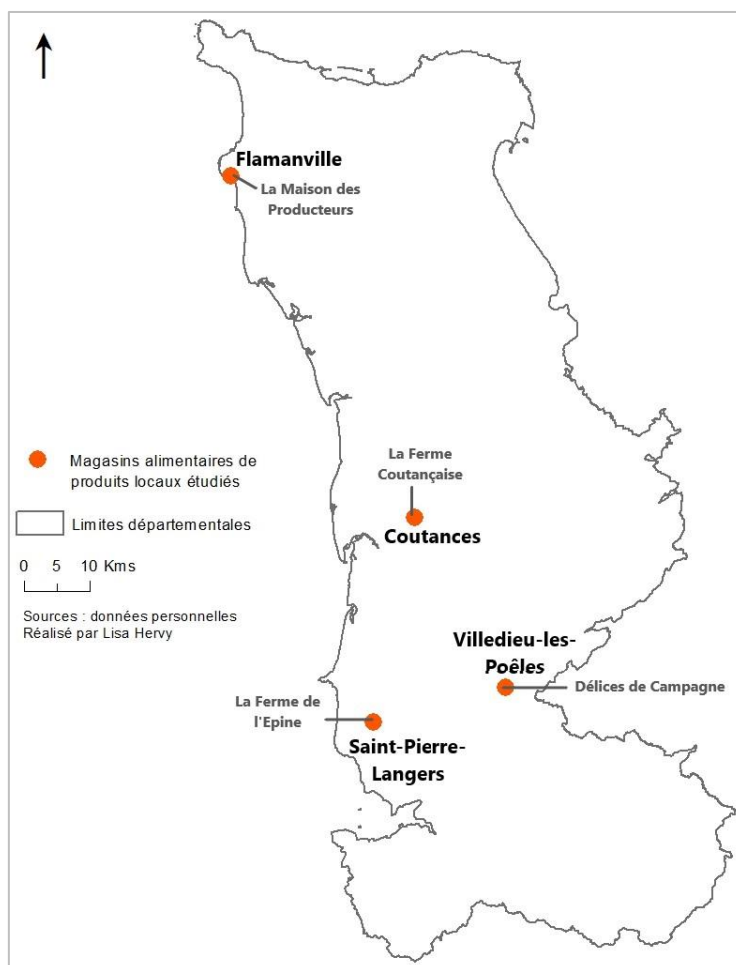 Flamanville
La Maison des
Producteurs
La Ferme
Coutançaise
Coutances
Magasins alimentaires de
produits locaux étudiés
Limites départementales
0 5 10 Kms
Sources : données personnelles
Réalisé par Lisa Hervy
Villedieu-les-
Poêles
Délices de Campagne
La Ferme de
l'Epine
Saint-Pierre-
Langers